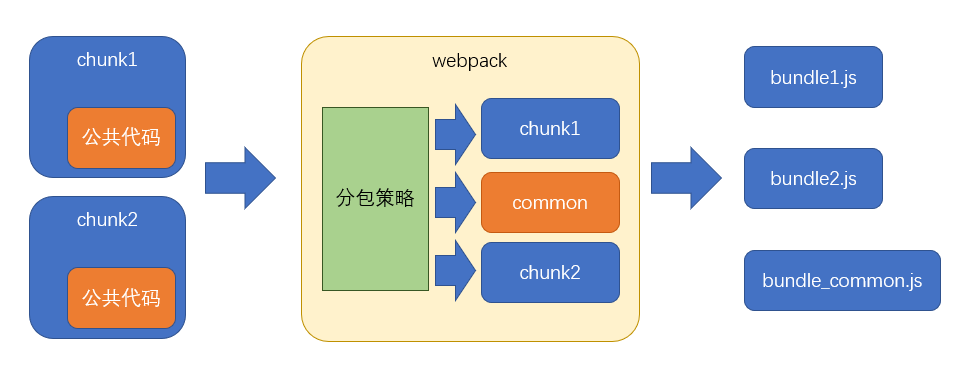 chunk1
公共代码
chunk2
公共代码
webpack
分包策略
chunk1
common
chunk2
bundle1.js
bundle2.js
bundle_common.js